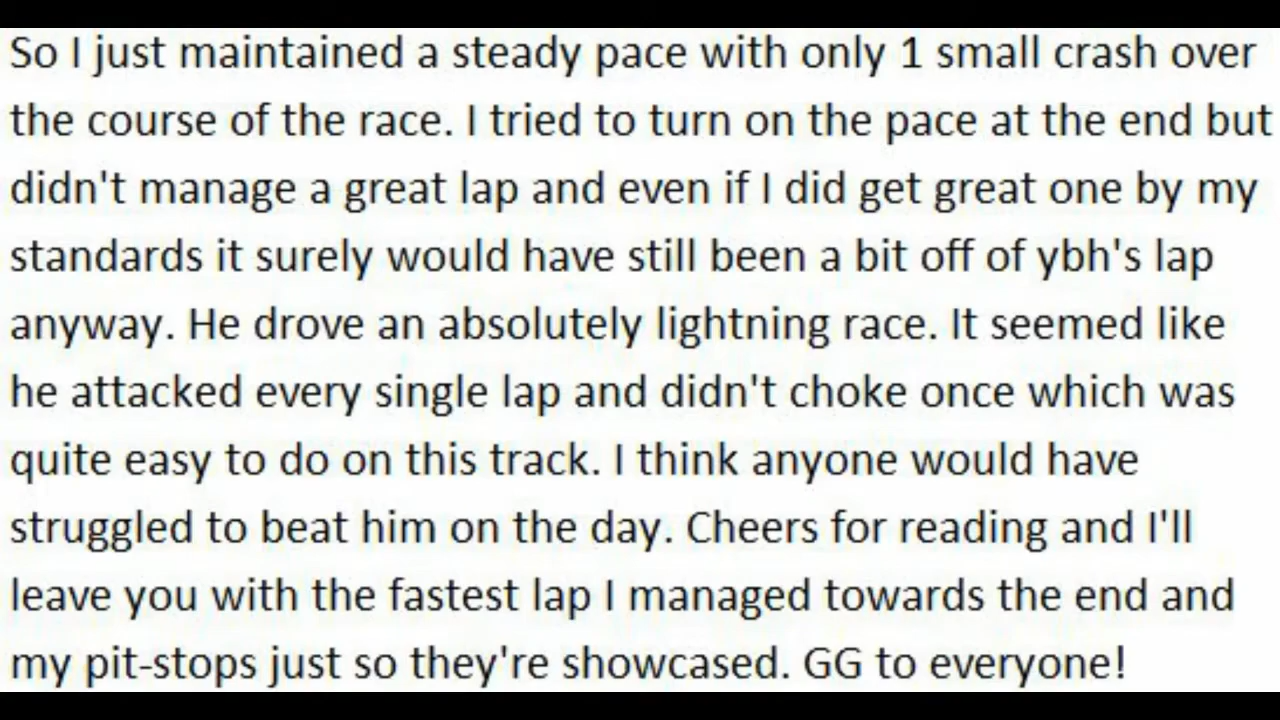 So I just maintained a steady pace with only 1 small crash over
the course of the race. I tried to turn on the pace at the end but
didn't manage a great lap and even if I did get great one by my
standards it surely would have still been a bit off of ybh's lap
anyway. He drove an absolutely lightning race. It seemed like
he attacked every single lap and didn't choke once which was
quite easy to do on this track. I think anyone would have
struggled to beat him on the day. Cheers for reading and I'll
leave you with the fastest lap I managed towards the end and
my pit-stops just so they're showcased. GG to everyone!